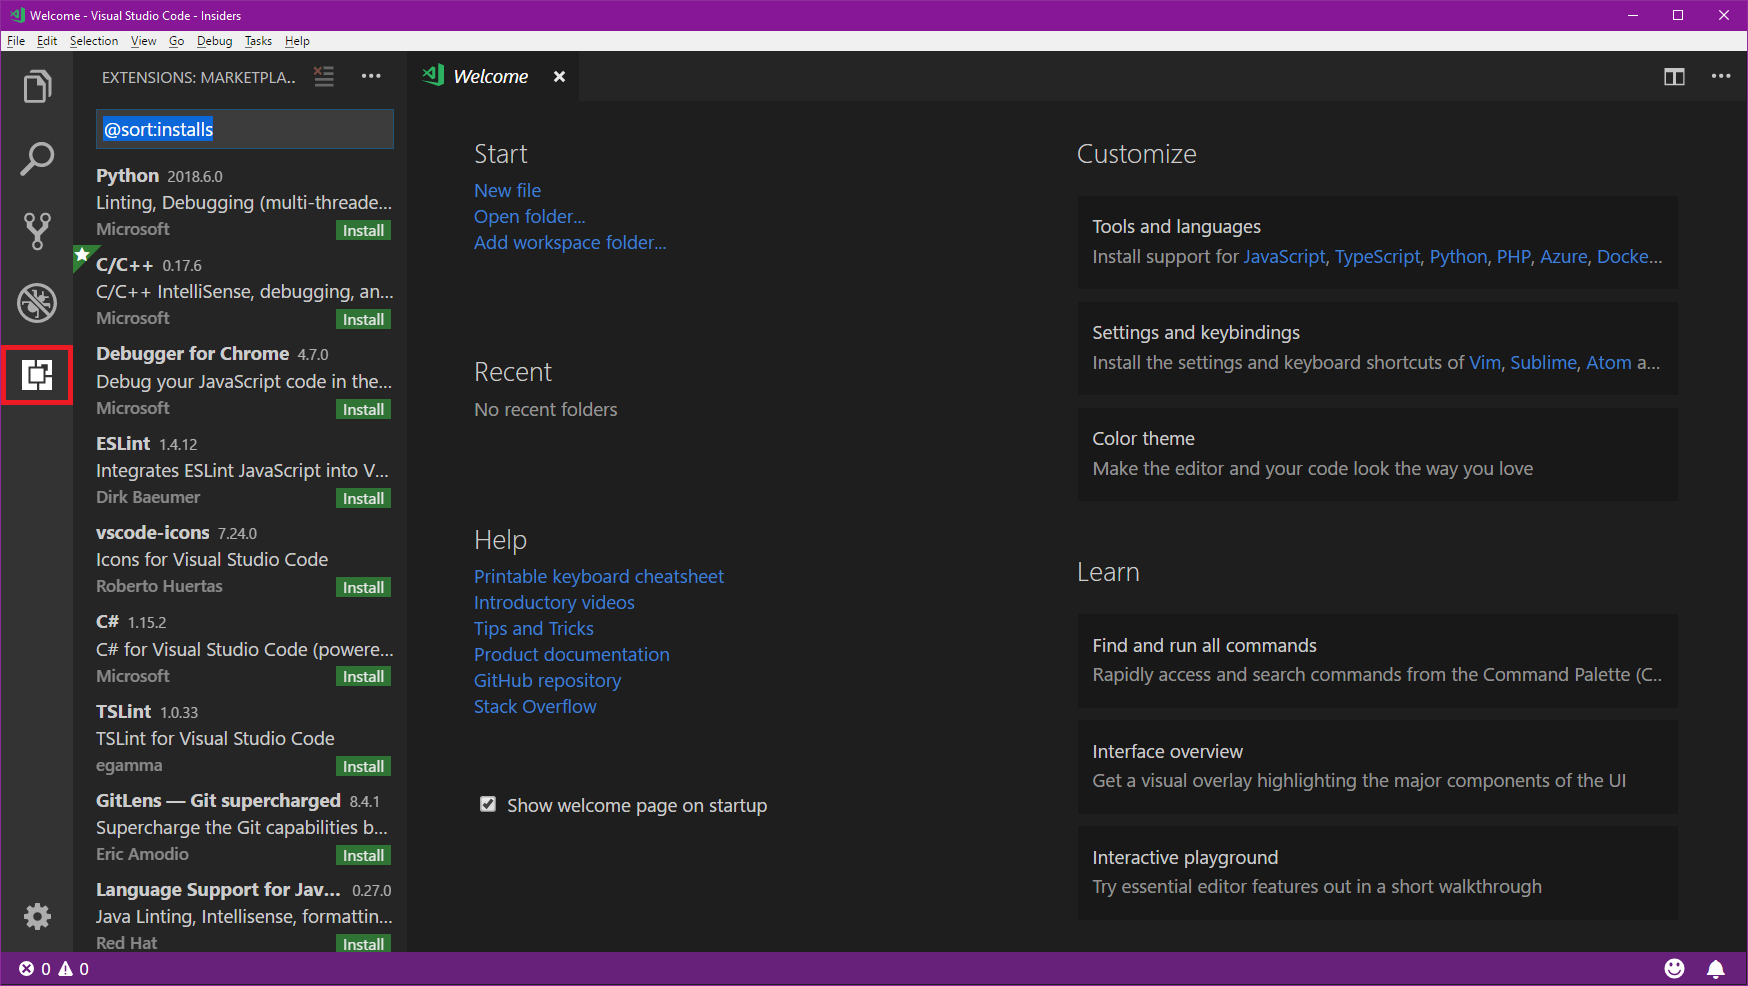 Welcome - Visual Studio Code - Insiders
File Edit Selection View Go Debug Tasks Help
EXTENSIONS: MARKETPLA...
@sort:installs
Python 2018.6.0
Linting, Debugging (multi-threade...
Microsoft Install
C/C++ 0.17.6
C/C++ IntelliSense, debugging, an...
Microsoft Install
Debugger for Chrome 4.7.0
Debug your JavaScript code in the...
Microsoft Install
ESLint 1.4.12
Integrates ESLint JavaScript into V...
Dirk Baeumer Install
vscode-icons 7.24.0
Icons for Visual Studio Code
Roberto Huertas Install
C# 1.15.2
C# for Visual Studio Code (powere...
Microsoft Install
TSLint 1.0.33
TSLint for Visual Studio Code
egamma Install
GitLens — Git supercharged 8.4.1
Supercharge the Git capabilities b...
Eric Amodio Install
Language Support for Jav... 0.27.0
Java Linting, Intellisense, formattin...
Red Hat Install
Welcome
Start
New file
Open folder...
Add workspace folder...
Recent
No recent folders
Help
Printable keyboard cheatsheet
Introductory videos
Tips and Tricks
Product documentation
GitHub repository
Stack Overflow
Show welcome page on startup
Customize
Tools and languages
Install support for JavaScript, TypeScript, Python, PHP, Azure, Docke...
Settings and keybindings
Install the settings and keyboard shortcuts of Vim, Sublime, Atom a...
Color theme
Make the editor and your code look the way you love
Learn
Find and run all commands
Rapidly access and search commands from the Command Palette (C...
Interface overview
Get a visual overlay highlighting the major components of the UI
Interactive playground
Try essential editor features out in a short walkthrough
0 0